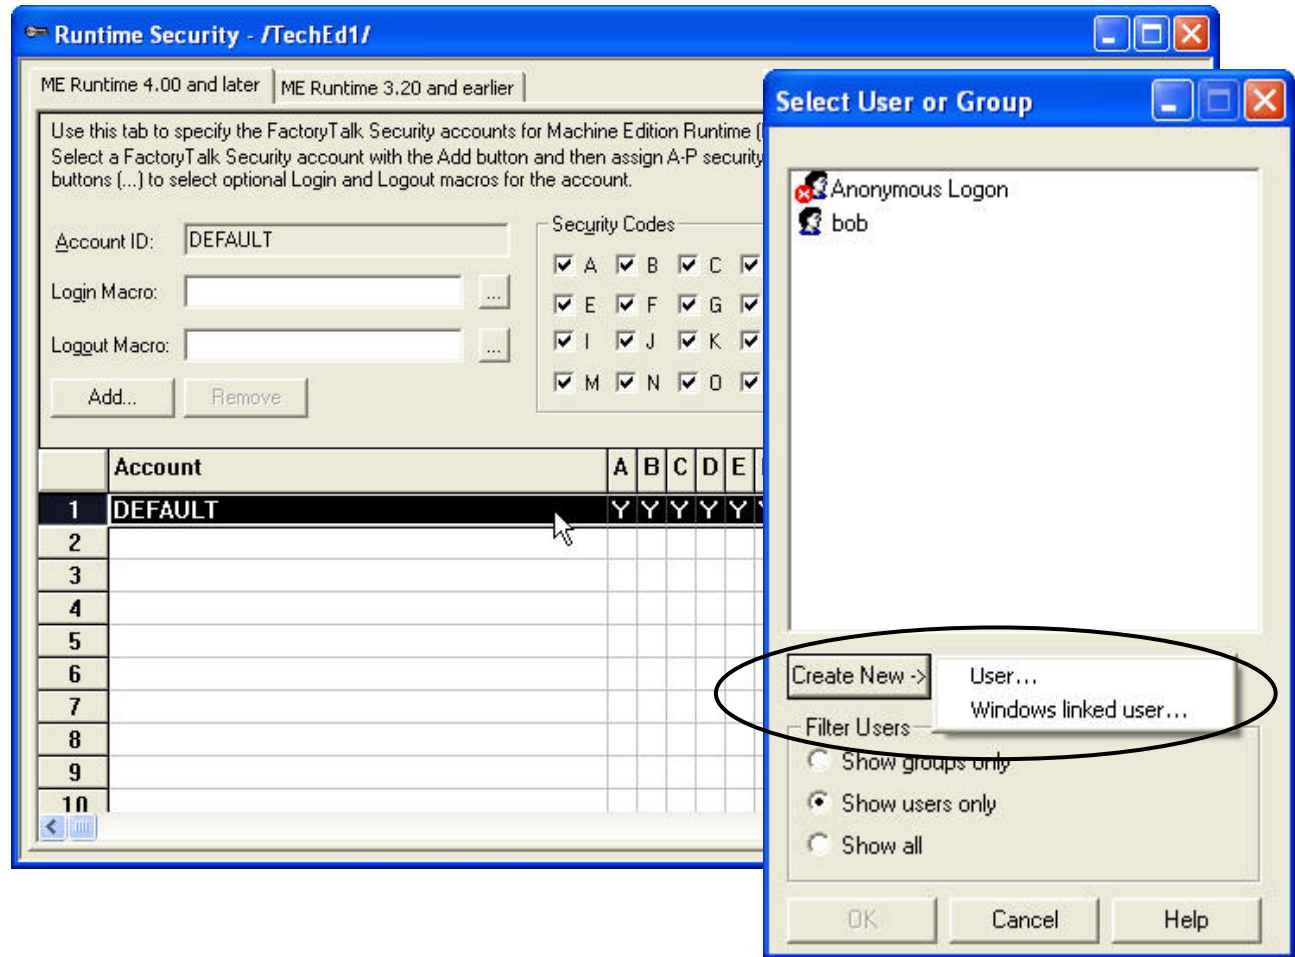 Runtime Security - /TechEd1/
ME Runtime 4.00 and later
ME Runtime 3.20 and earlier
Use this tab to specify the FactoryTalk Security accounts for Machine Edition Runtime (
Select a FactoryTalk Security account with the Add button and then assign A-P security
buttons (...) to select optional Login and Logout macros for the account.
Account ID: DEFAULT
Login Macro: ...
Logout Macro: ...
Add... Remove
Security Codes
A B C
E F G
I J K
M N O
Account A B C D E
1 DEFAULT Y Y Y Y Y
2
3
4
5
6
7
8
9
10
Select User or Group
Anonymous Logon
bob
Create New ->
User...
Windows linked user...
Filter Users
Show groups only
Show users only
Show all
OK Cancel Help